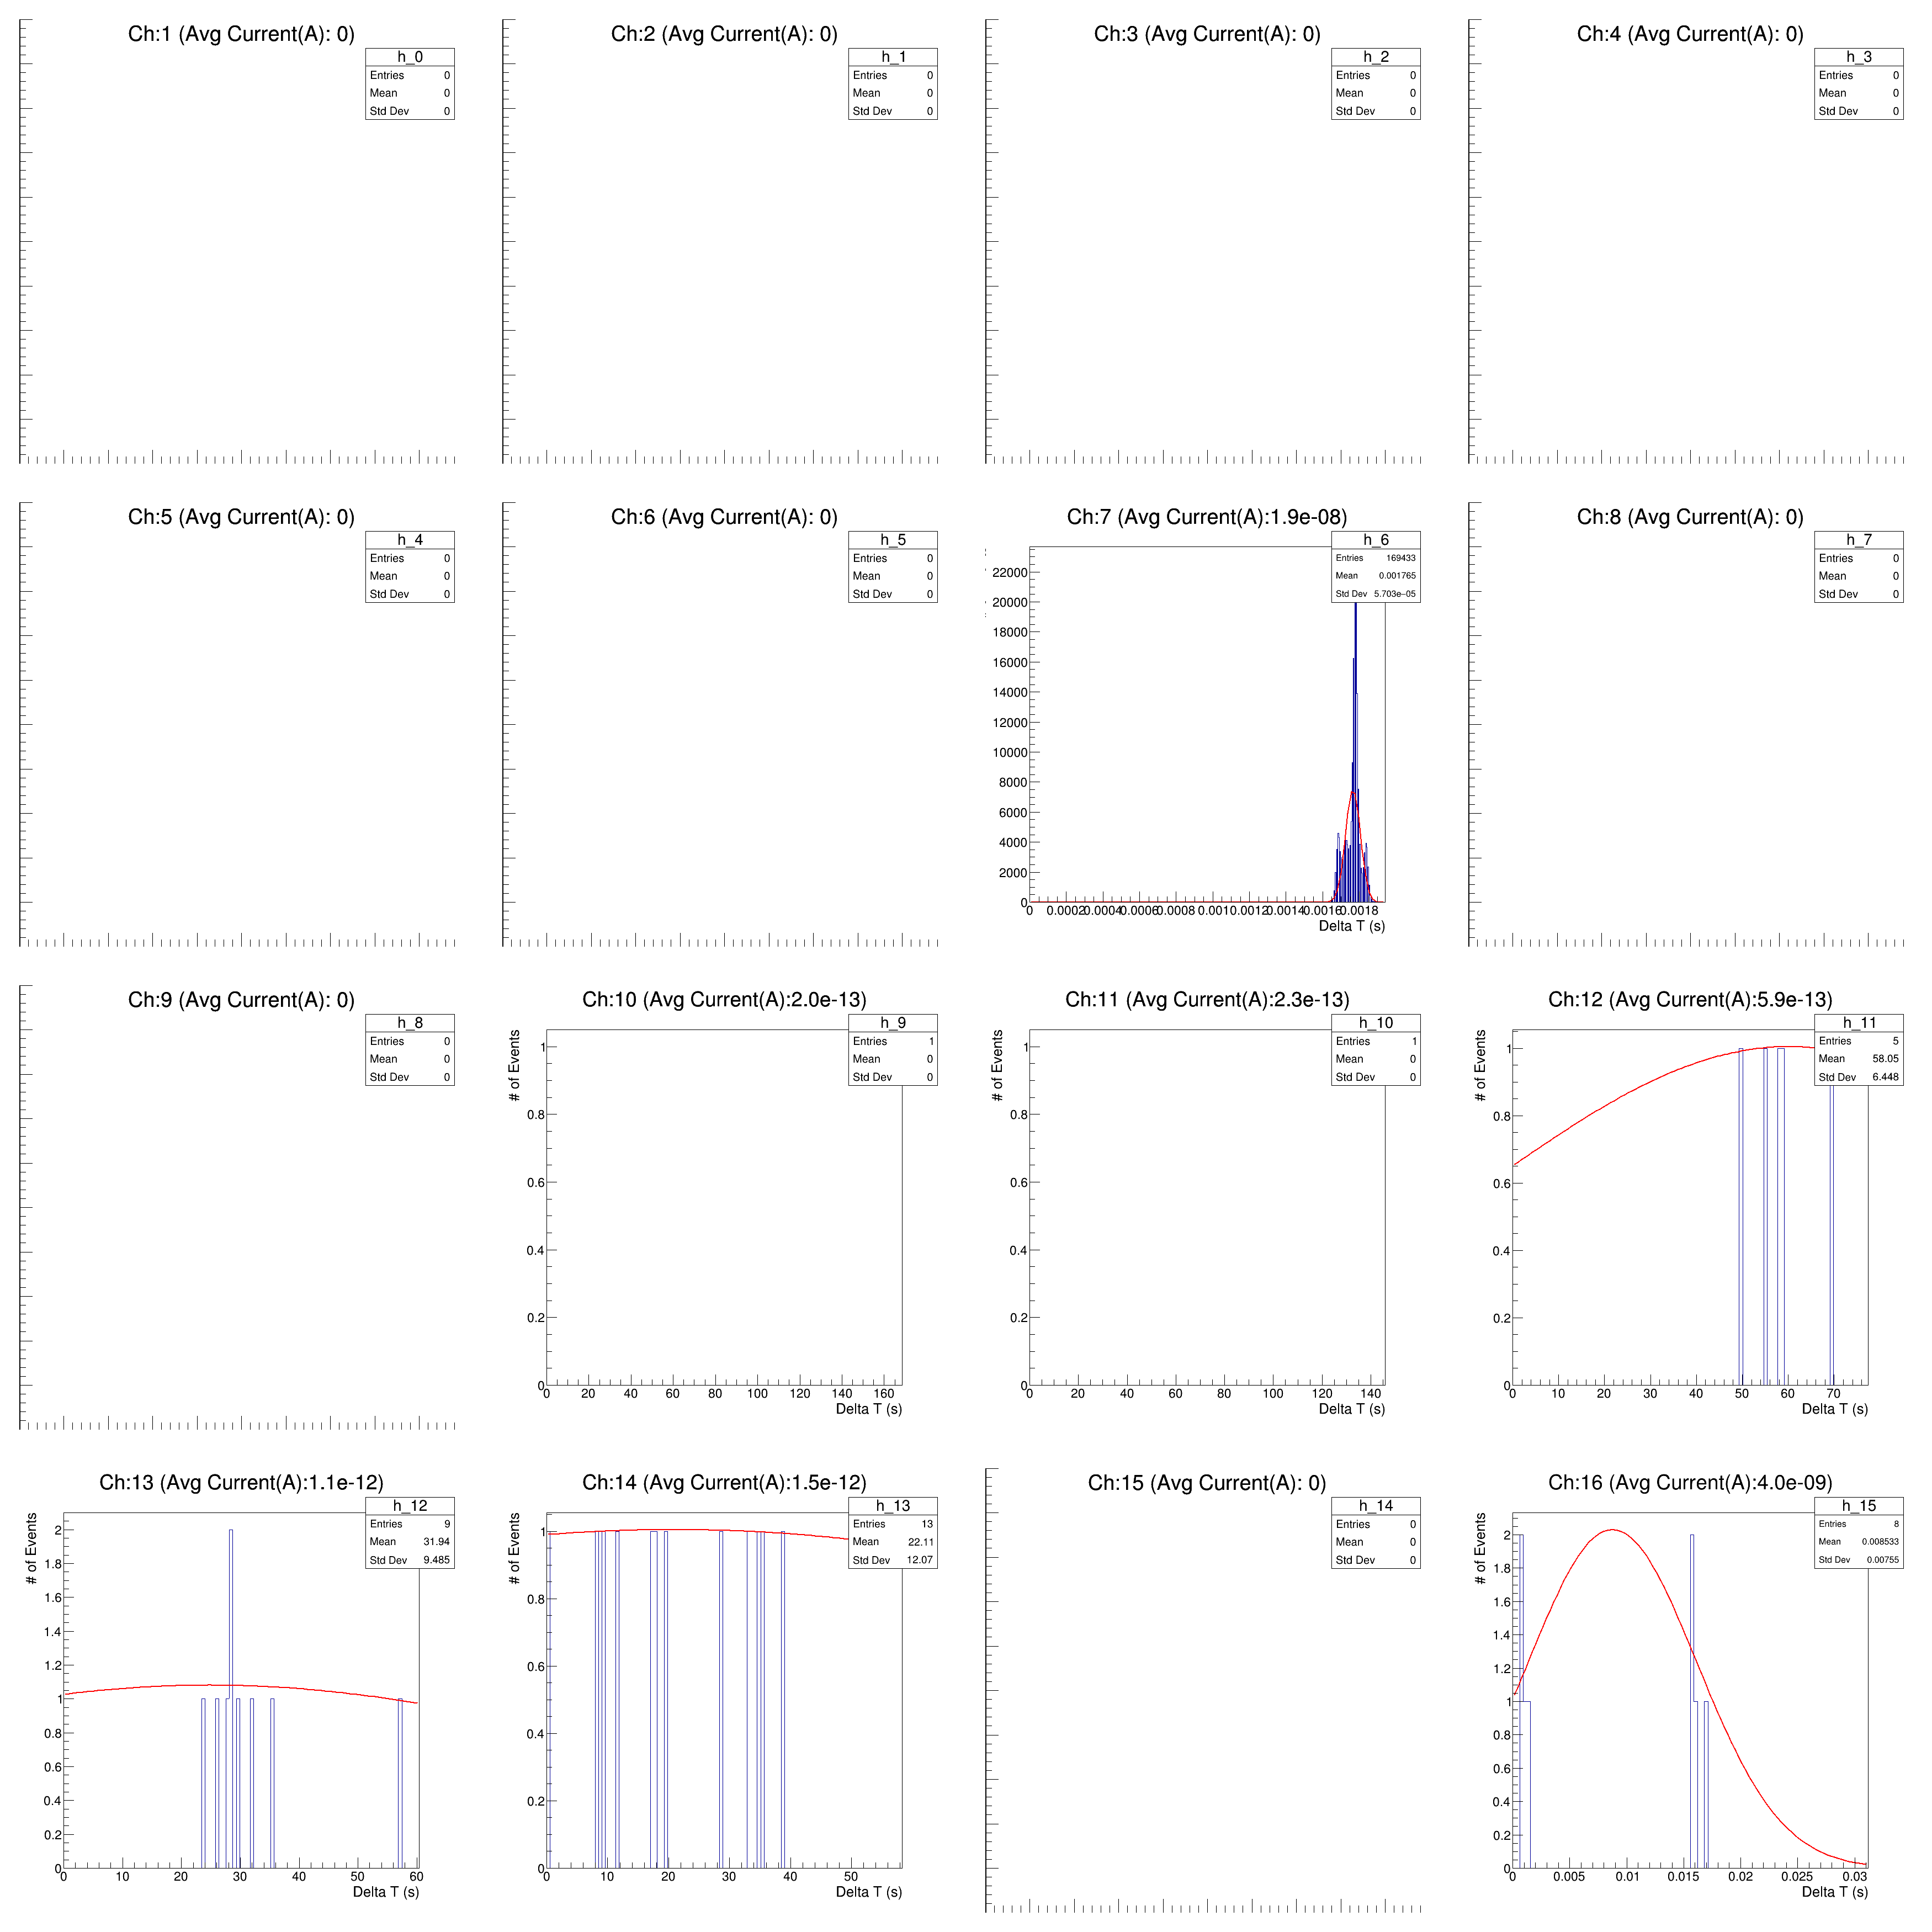 Ch:1 (Avg Current(A): 0)
h_0
Entries 0
Mean 0
Std Dev 0
Ch:2 (Avg Current(A): 0)
h_1
Entries 0
Mean 0
Std Dev 0
Ch:3 (Avg Current(A): 0)
h_2
Entries 0
Mean 0
Std Dev 0
Ch:4 (Avg Current(A): 0)
h_3
Entries 0
Mean 0
Std Dev 0
Ch:5 (Avg Current(A): 0)
h_4
Entries 0
Mean 0
Std Dev 0
Ch:6 (Avg Current(A): 0)
h_5
Entries 0
Mean 0
Std Dev 0
Ch:7 (Avg Current(A):1.9e-08)
h_6
Entries 169433
Mean 0.001765
Std Dev 5.703e-05
22000
20000
18000
16000
14000
12000
10000
8000
6000
4000
2000
0
0 0.0002 0.0004 0.0006 0.0008 0.0010 0.0012 0.0014 0.0016 0.0018
Delta T (s)
Ch:8 (Avg Current(A): 0)
h_7
Entries 0
Mean 0
Std Dev 0
Ch:9 (Avg Current(A): 0)
h_8
Entries 0
Mean 0
Std Dev 0
Ch:10 (Avg Current(A):2.0e-13)
h_9
Entries 1
Mean 0
Std Dev 0
# of Events
1
0.8
0.6
0.4
0.2
0
0 20 40 60 80 100 120 140 160
Delta T (s)
Ch:11 (Avg Current(A):2.3e-13)
h_10
Entries 1
Mean 0
Std Dev 0
# of Events
1
0.8
0.6
0.4
0.2
0
0 20 40 60 80 100 120 140
Delta T (s)
Ch:12 (Avg Current(A):5.9e-13)
h_11
Entries 5
Mean 58.05
Std Dev 6.448
# of Events
1
0.8
0.6
0.4
0.2
0
0 10 20 30 40 50 60 70
Delta T (s)
Ch:13 (Avg Current(A):1.1e-12)
h_12
Entries 9
Mean 31.94
Std Dev 9.485
# of Events
2
1.8
1.6
1.4
1.2
1
0.8
0.6
0.4
0.2
0
0 10 20 30 40 50 60
Delta T (s)
Ch:14 (Avg Current(A):1.5e-12)
h_13
Entries 13
Mean 22.11
Std Dev 12.07
# of Events
1
0.8
0.6
0.4
0.2
0
0 10 20 30 40 50
Delta T (s)
Ch:15 (Avg Current(A): 0)
h_14
Entries 0
Mean 0
Std Dev 0
Ch:16 (Avg Current(A):4.0e-09)
h_15
Entries 8
Mean 0.008533
Std Dev 0.00755
# of Events
2
1.8
1.6
1.4
1.2
1
0.8
0.6
0.4
0.2
0
0 0.005 0.01 0.015 0.02 0.025 0.03
Delta T (s)